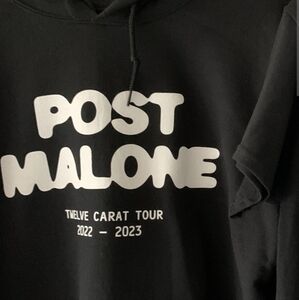 POST
MALONE
TWELVE CARAT TOUR
2022 – 2023